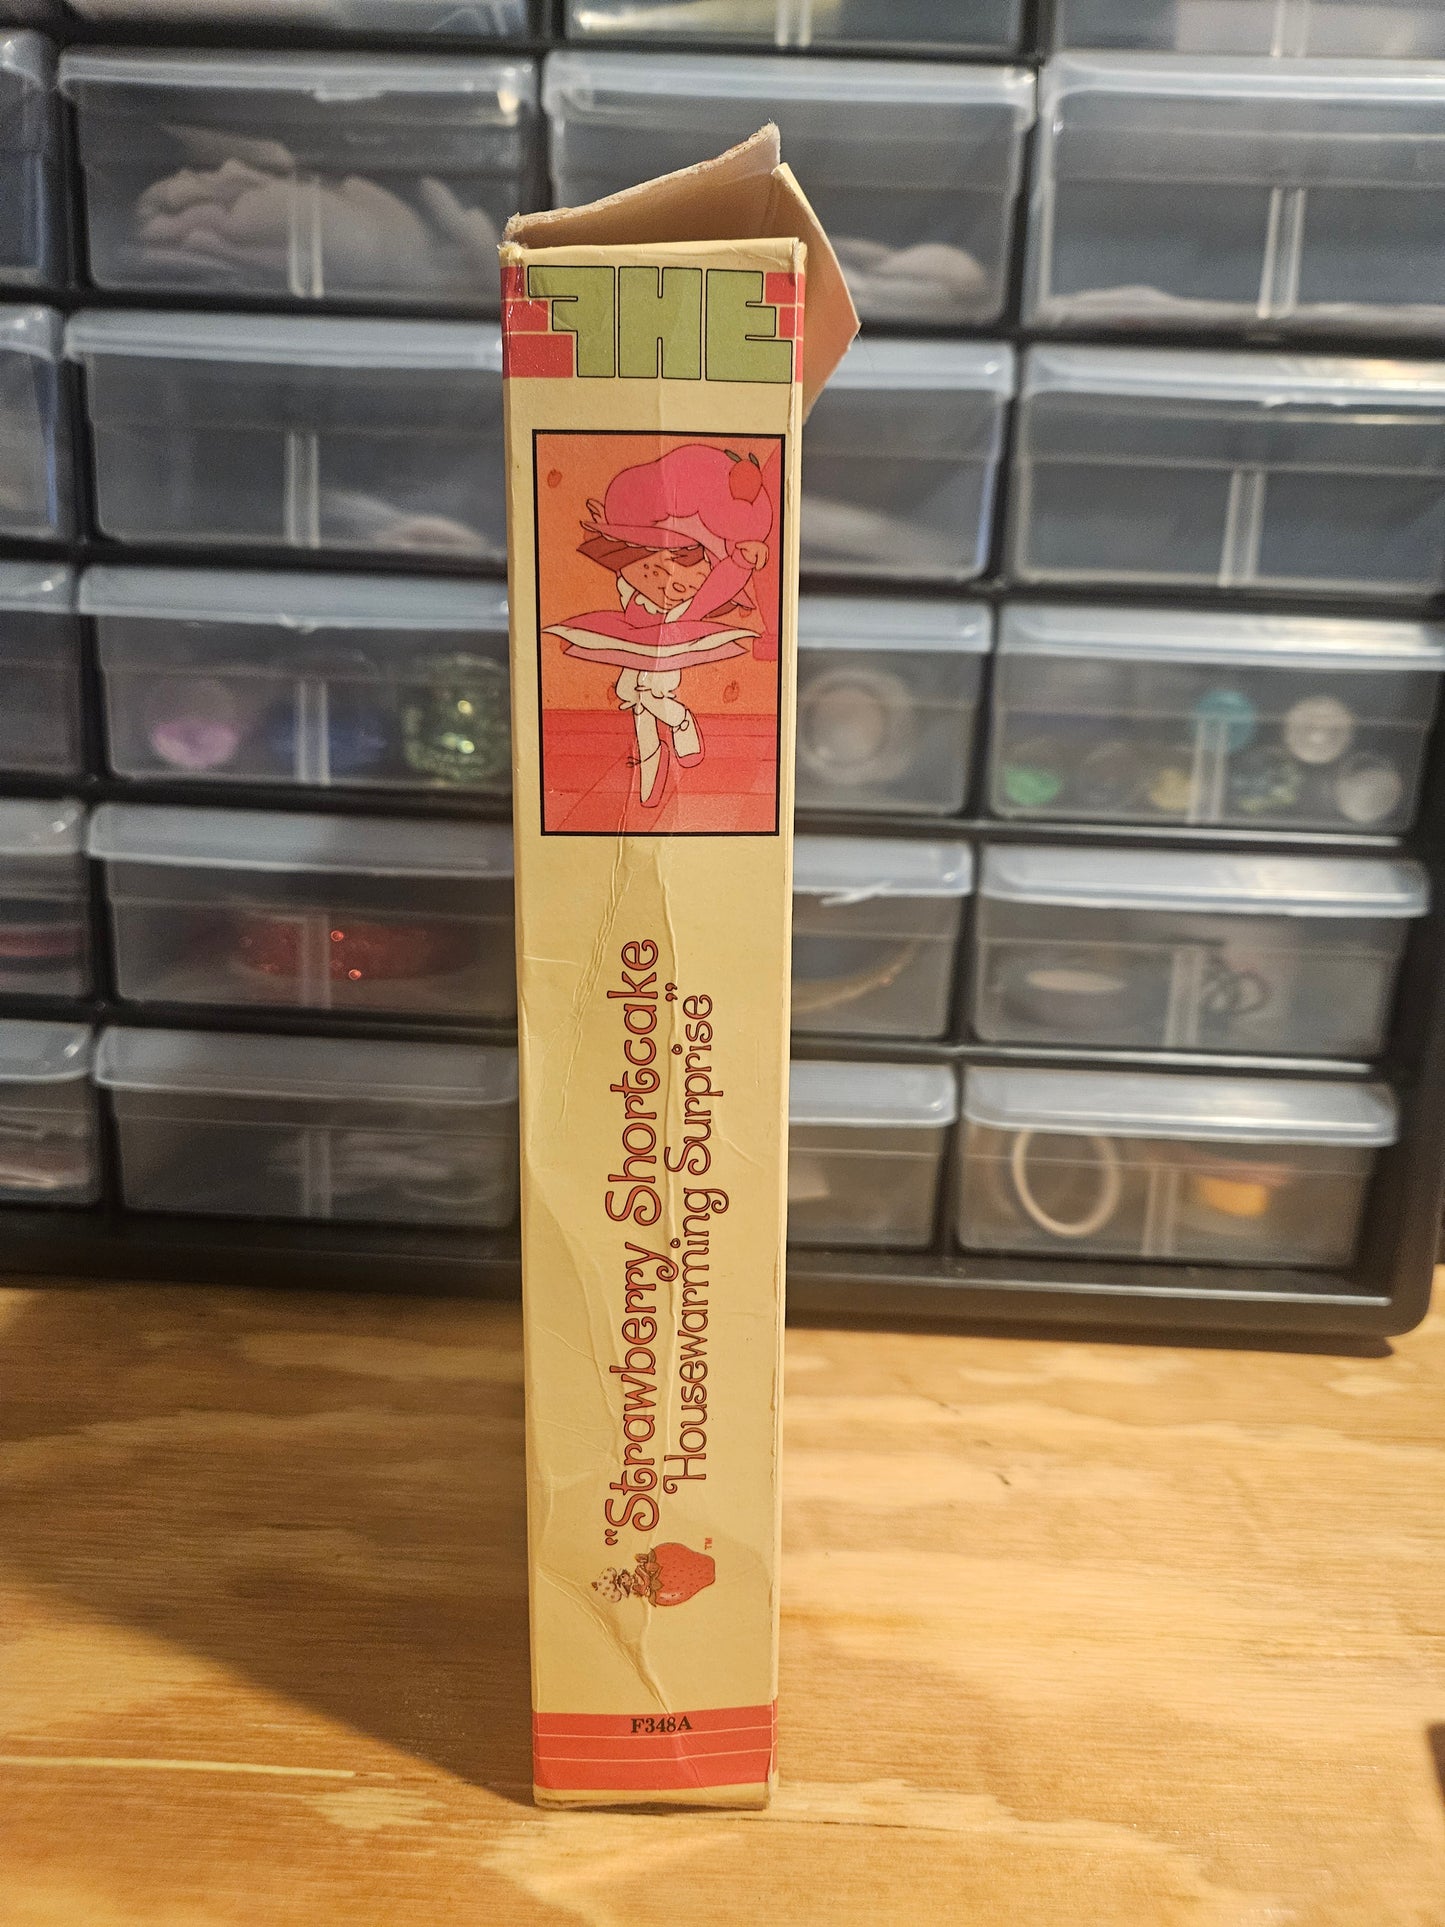 FHE
"Strawberry Shortcake"
Housewarming Surprise
TM
F348A